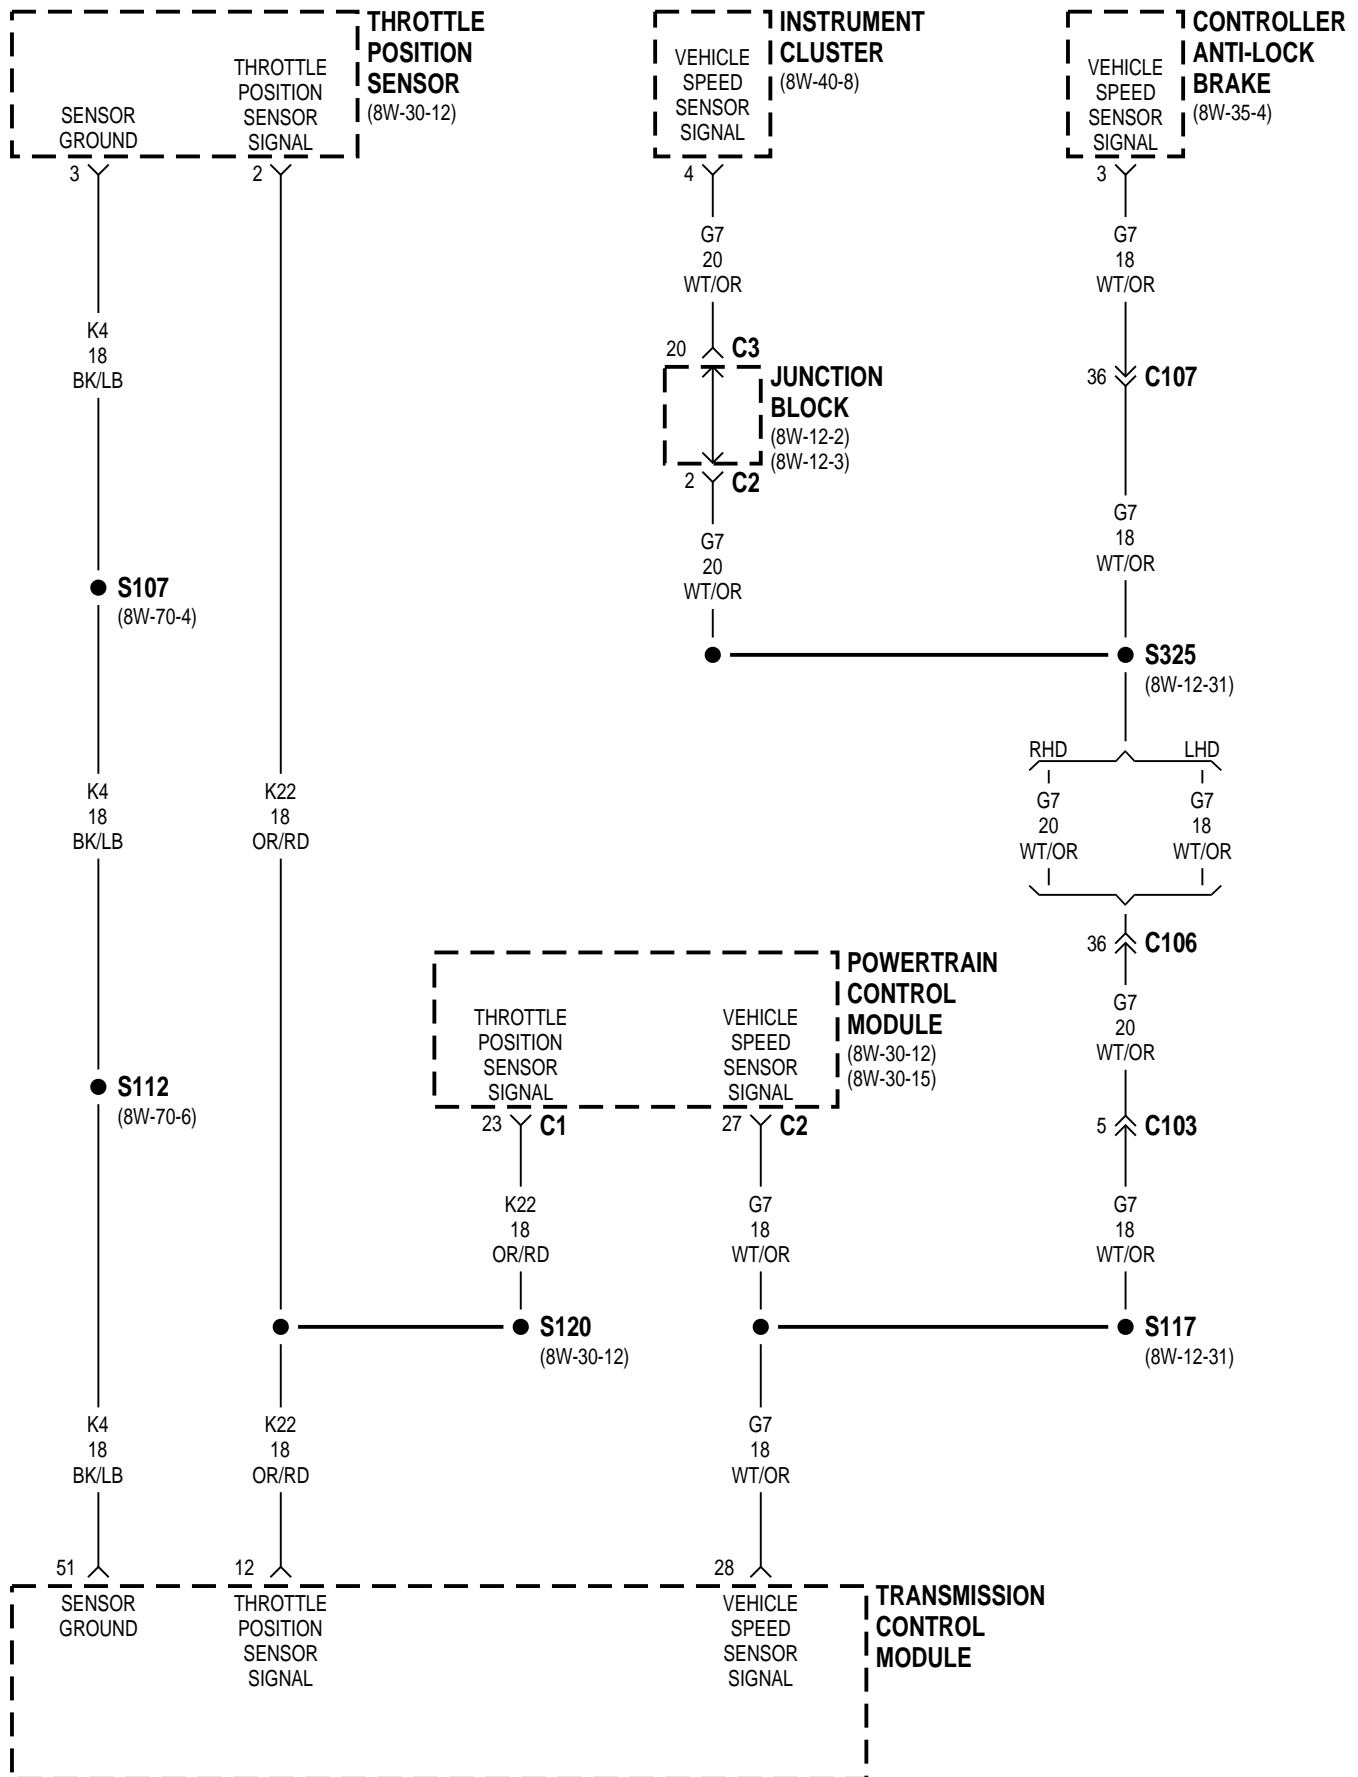 THROTTLE
POSITION
SENSOR
(8W-30-12)
SENSOR
GROUND
THROTTLE
POSITION
SENSOR
SIGNAL
INSTRUMENT
CLUSTER
(8W-40-8)
VEHICLE
SPEED
SENSOR
SIGNAL
CONTROLLER
ANTI-LOCK
BRAKE
(8W-35-4)
VEHICLE
SPEED
SENSOR
SIGNAL
3
2
4
3
G7
20
WT/OR
G7
18
WT/OR
K4
18
BK/LB
20
C3
JUNCTION
BLOCK
(8W-12-2)
(8W-12-3)
2
C2
36
C107
G7
20
WT/OR
G7
18
WT/OR
S107
(8W-70-4)
S325
(8W-12-31)
RHD
LHD
G7
20
WT/OR
G7
18
WT/OR
K4
18
BK/LB
K22
18
OR/RD
36
C106
POWERTRAIN
CONTROL
MODULE
(8W-30-12)
(8W-30-15)
THROTTLE
POSITION
SENSOR
SIGNAL
VEHICLE
SPEED
SENSOR
SIGNAL
G7
20
WT/OR
S112
(8W-70-6)
23
C1
27
C2
5
C103
K22
18
OR/RD
G7
18
WT/OR
G7
18
WT/OR
S120
(8W-30-12)
S117
(8W-12-31)
K4
18
BK/LB
K22
18
OR/RD
G7
18
WT/OR
51
12
28
SENSOR
GROUND
THROTTLE
POSITION
SENSOR
SIGNAL
VEHICLE
SPEED
SENSOR
SIGNAL
TRANSMISSION
CONTROL
MODULE